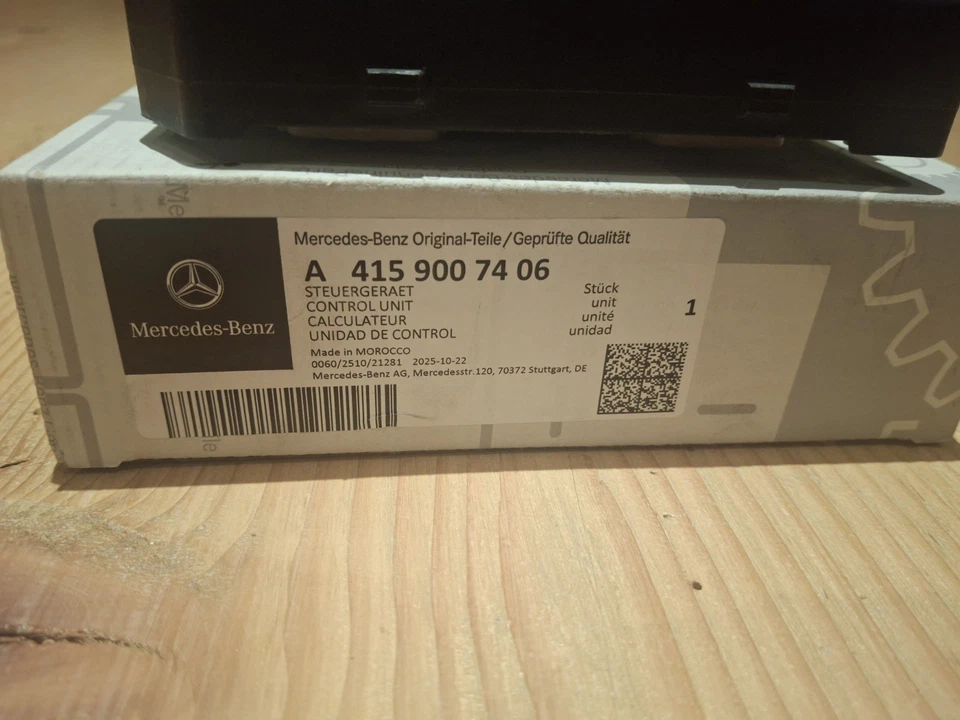 Mercedes-Benz
Mercedes-Benz Original-Teile/Geprüfte Qualität
A 415 900 74 06
STEUERGERAET
CONTROL UNIT
CALCULATEUR
UNIDAD DE CONTROL
Stück
unit
unité
unidad
1
Made in MOROCCO
0060/2510/21281 2025-10-22
Mercedes-Benz AG, Mercedesstr.120, 70372 Stuttgart, DE